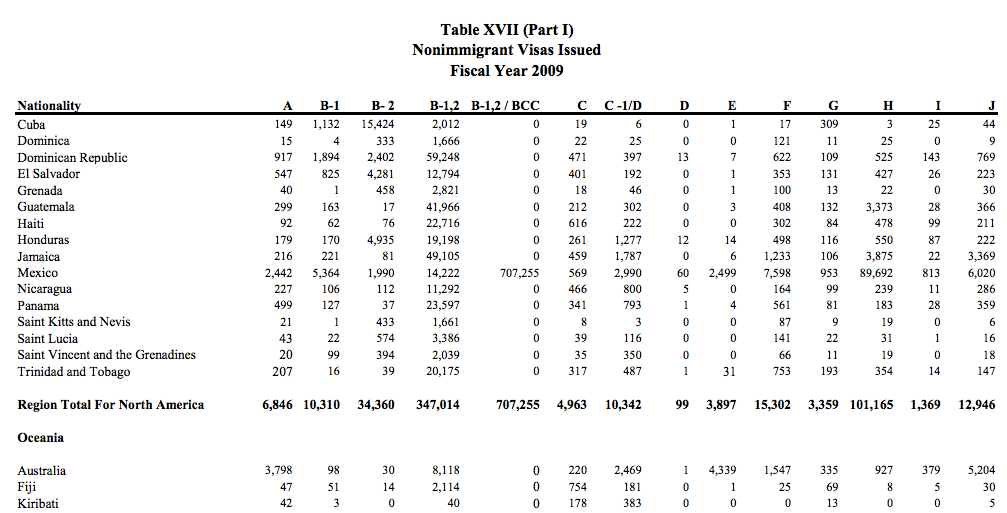 Table XVII (Part I)
Nonimmigrant Visas Issued
Fiscal Year 2009
Nationality A B-1 B- 2 B-1,2 B-1,2 / BCC C C -1/D D E F G H I J
Cuba 149 1,132 15,424 2,012 0 19 6 0 1 17 309 3 25 44
Dominica 15 4 333 1,666 0 22 25 0 0 121 11 25 0 9
Dominican Republic 917 1,894 2,402 59,248 0 471 397 13 7 622 109 525 143 769
El Salvador 547 825 4,281 12,794 0 401 192 0 1 353 131 427 26 223
Grenada 40 1 458 2,821 0 18 46 0 1 100 13 22 0 30
Guatemala 299 163 17 41,966 0 212 302 0 3 408 132 3,373 28 366
Haiti 92 62 76 22,716 0 616 222 0 0 302 84 478 99 211
Honduras 179 170 4,935 19,198 0 261 1,277 12 14 498 116 550 87 222
Jamaica 216 221 81 49,105 0 459 1,787 0 6 1,233 106 3,875 22 3,369
Mexico 2,442 5,364 1,990 14,222 707,255 569 2,990 60 2,499 7,598 953 89,692 813 6,020
Nicaragua 227 106 112 11,292 0 466 800 5 0 164 99 239 11 286
Panama 499 127 37 23,597 0 341 793 1 4 561 81 183 28 359
Saint Kitts and Nevis 21 1 433 1,661 0 8 3 0 0 87 9 19 0 6
Saint Lucia 43 22 574 3,386 0 39 116 0 0 141 22 31 1 16
Saint Vincent and the Grenadines 20 99 394 2,039 0 35 350 0 0 66 11 19 0 18
Trinidad and Tobago 207 16 39 20,175 0 317 487 1 31 753 193 354 14 147
Region Total For North America 6,846 10,310 34,360 347,014 707,255 4,963 10,342 99 3,897 15,302 3,359 101,165 1,369 12,946
Oceania
Australia 3,798 98 30 8,118 0 220 2,469 1 4,339 1,547 335 927 379 5,204
Fiji 47 51 14 2,114 0 754 181 0 1 25 69 8 5 30
Kiribati 42 3 0 40 0 178 383 0 0 0 13 0 0 5